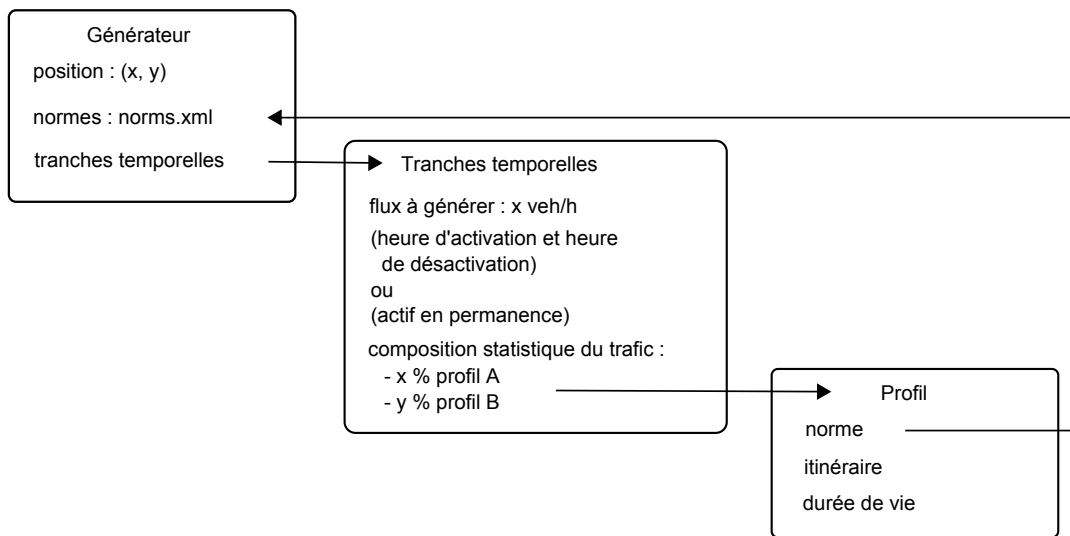 Générateur
position : (x, y)
normes : norms.xml
tranches temporelles
Tranches temporelles
flux à générer : x veh/h
(heure d'activation et heure
de désactivation)
ou
(actif en permanence)
composition statistique du trafic :
- x % profil A
- y % profil B
Profil
norme
itinéraire
durée de vie